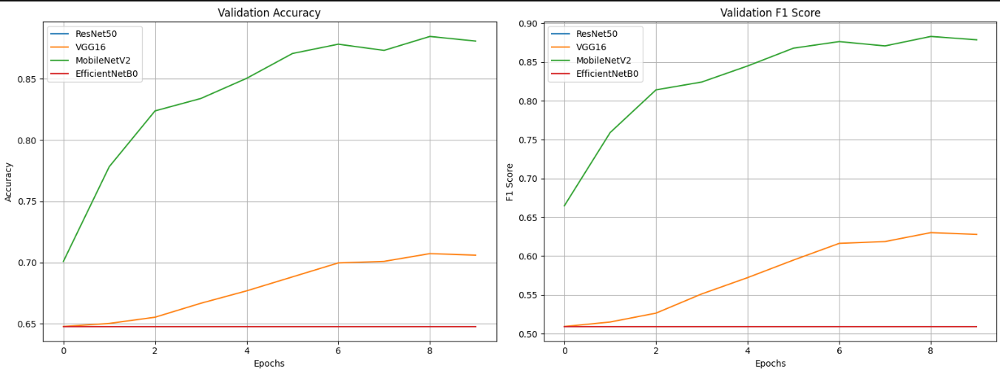 Validation Accuracy
ResNet50
VGG16
MobileNetV2
EfficientNetB0
Accuracy
0.85
0.80
0.75
0.70
0.65
0 2 4 6 8
Epochs
Validation F1 Score
ResNet50
VGG16
MobileNetV2
EfficientNetB0
F1 Score
0.90
0.85
0.80
0.75
0.70
0.65
0.60
0.55
0.50
0 2 4 6 8
Epochs